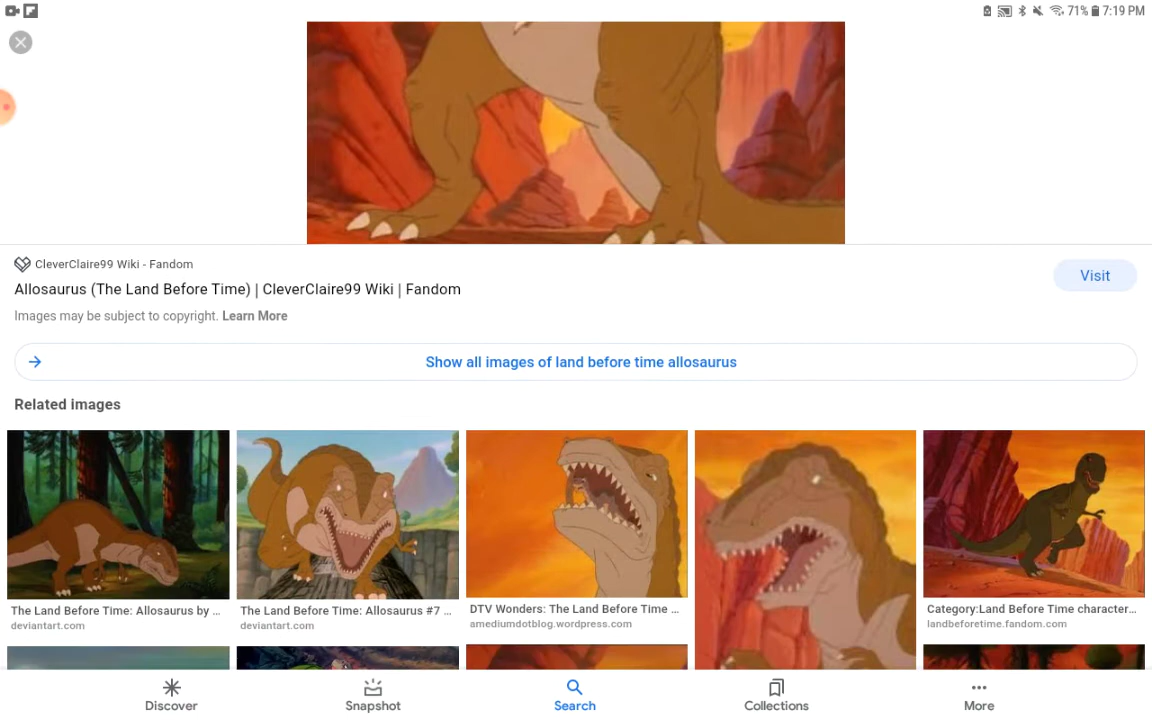 71% 7:19 PM
CleverClaire99 Wiki - Fandom
Allosaurus (The Land Before Time) | CleverClaire99 Wiki | Fandom
Visit
Images may be subject to copyright. Learn More
Show all images of land before time allosaurus
Related images
The Land Before Time: Allosaurus by ...
deviantart.com
The Land Before Time: Allosaurus #7 ...
deviantart.com
DTV Wonders: The Land Before Time ...
amediumdotblog.wordpress.com
Category:Land Before Time character...
landbeforetime.fandom.com
Discover
Snapshot
Search
Collections
More